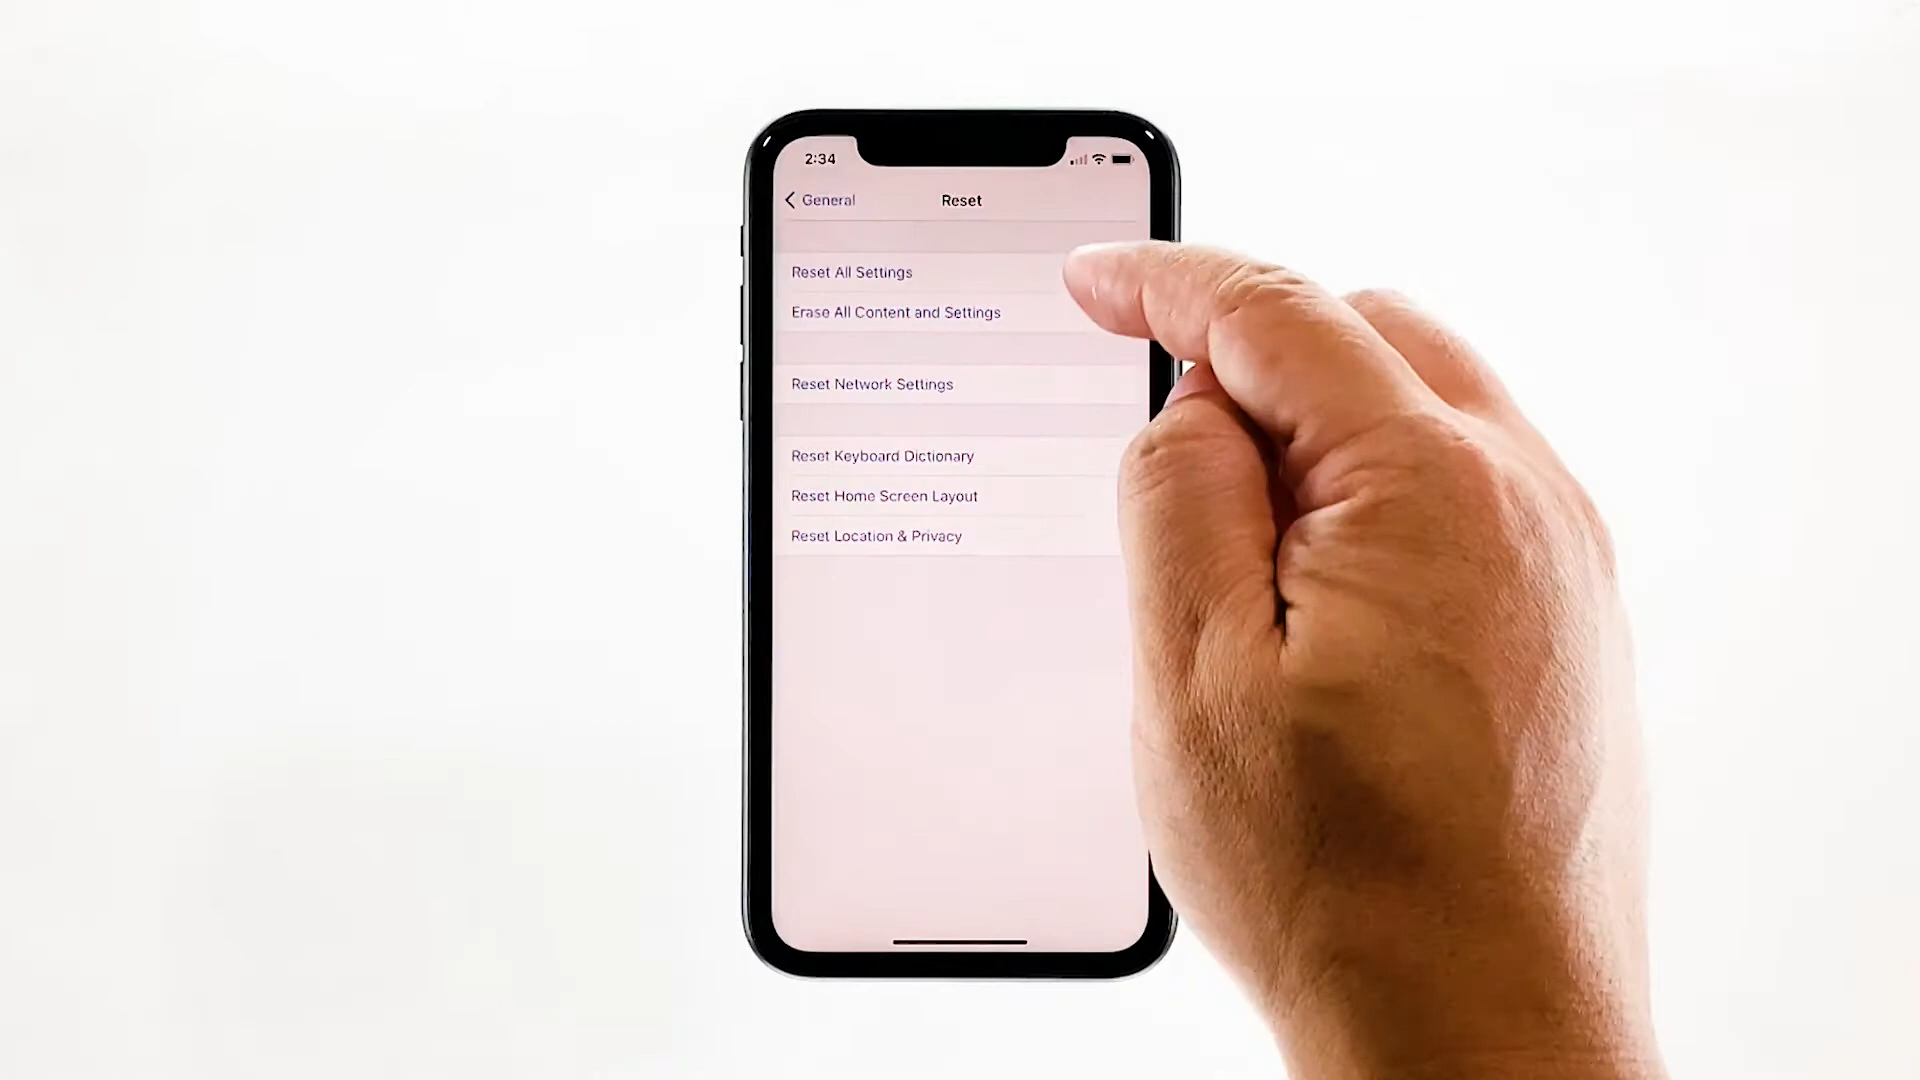 2:34
General
Reset
Reset All Settings
Erase All Content and Settings
Reset Network Settings
Reset Keyboard Dictionary
Reset Home Screen Layout
Reset Location & Privacy